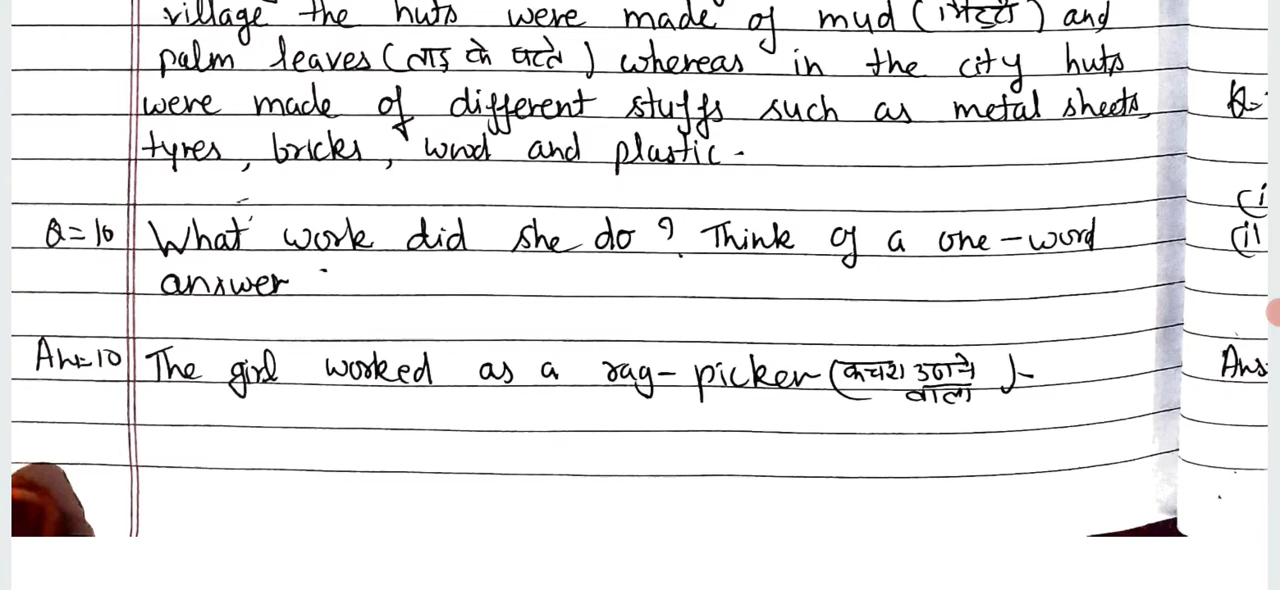 village the huts were made of mud (मिट्टी) and
palm leaves (ताड़ के पत्ते) whereas in the city huts
were made of different stuffs such as metal sheets,
tyres, bricks, wood and plastic.
Q=10 What work did she do? Think of a one-word
answer.
Ans=10 The girl worked as a rag-picker (कचरा उठाने
वाला).
Q=
(i
(ii
Ans